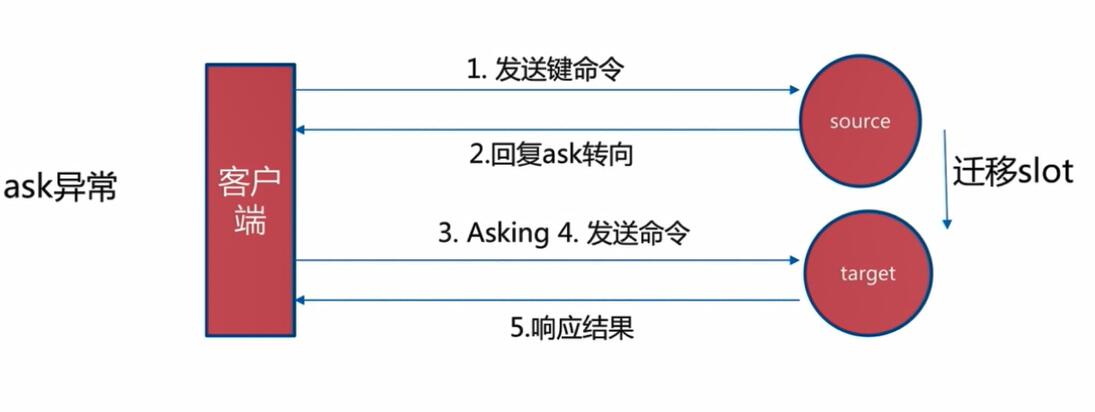 1. 发送键命令
source
2.回复ask转向
迁移slot
ask异常
客户
端
3. Asking 4. 发送命令
target
5.响应结果